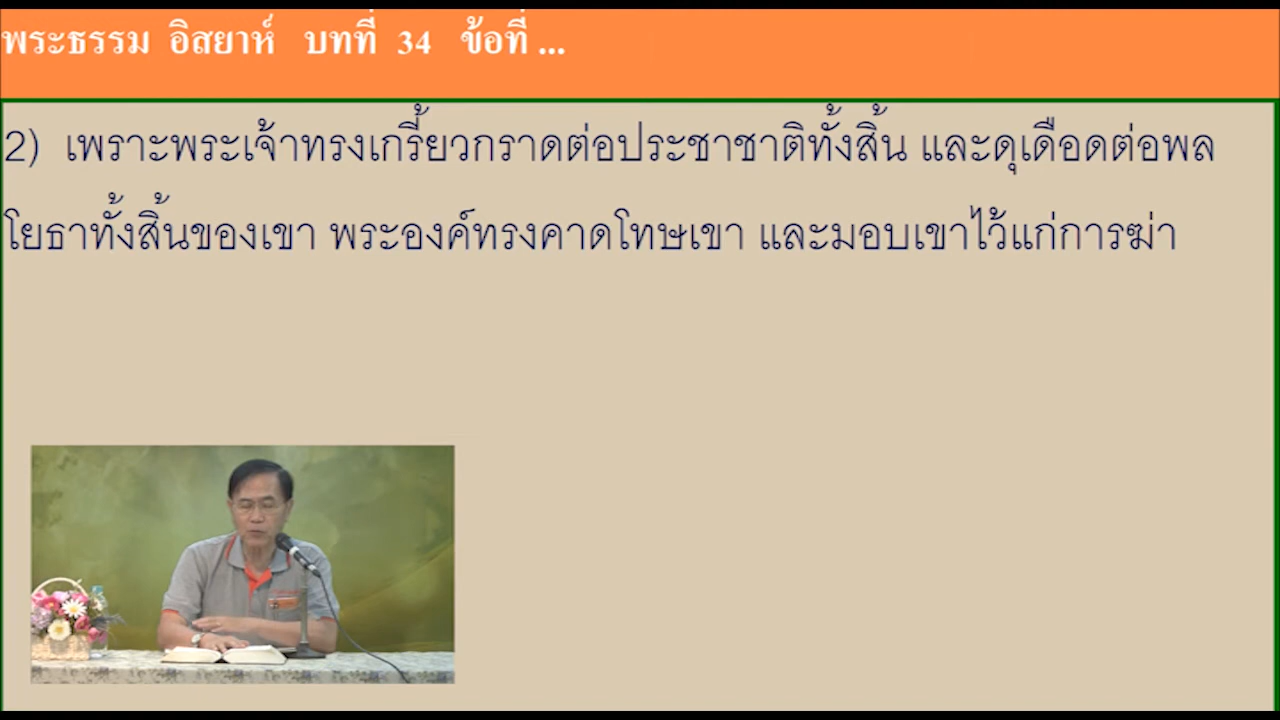 พระธรรม อิสยาห์ บทที่ 34 ข้อที่ ...
2) เพราะพระเจ้าทรงเกรี้ยวกราดต่อประชาชาติทั้งสิ้น และดุเดือดต่อพล
โยธาทั้งสิ้นของเขา พระองค์ทรงคาดโทษเขา และมอบเขาไว้แก่การฆ่า